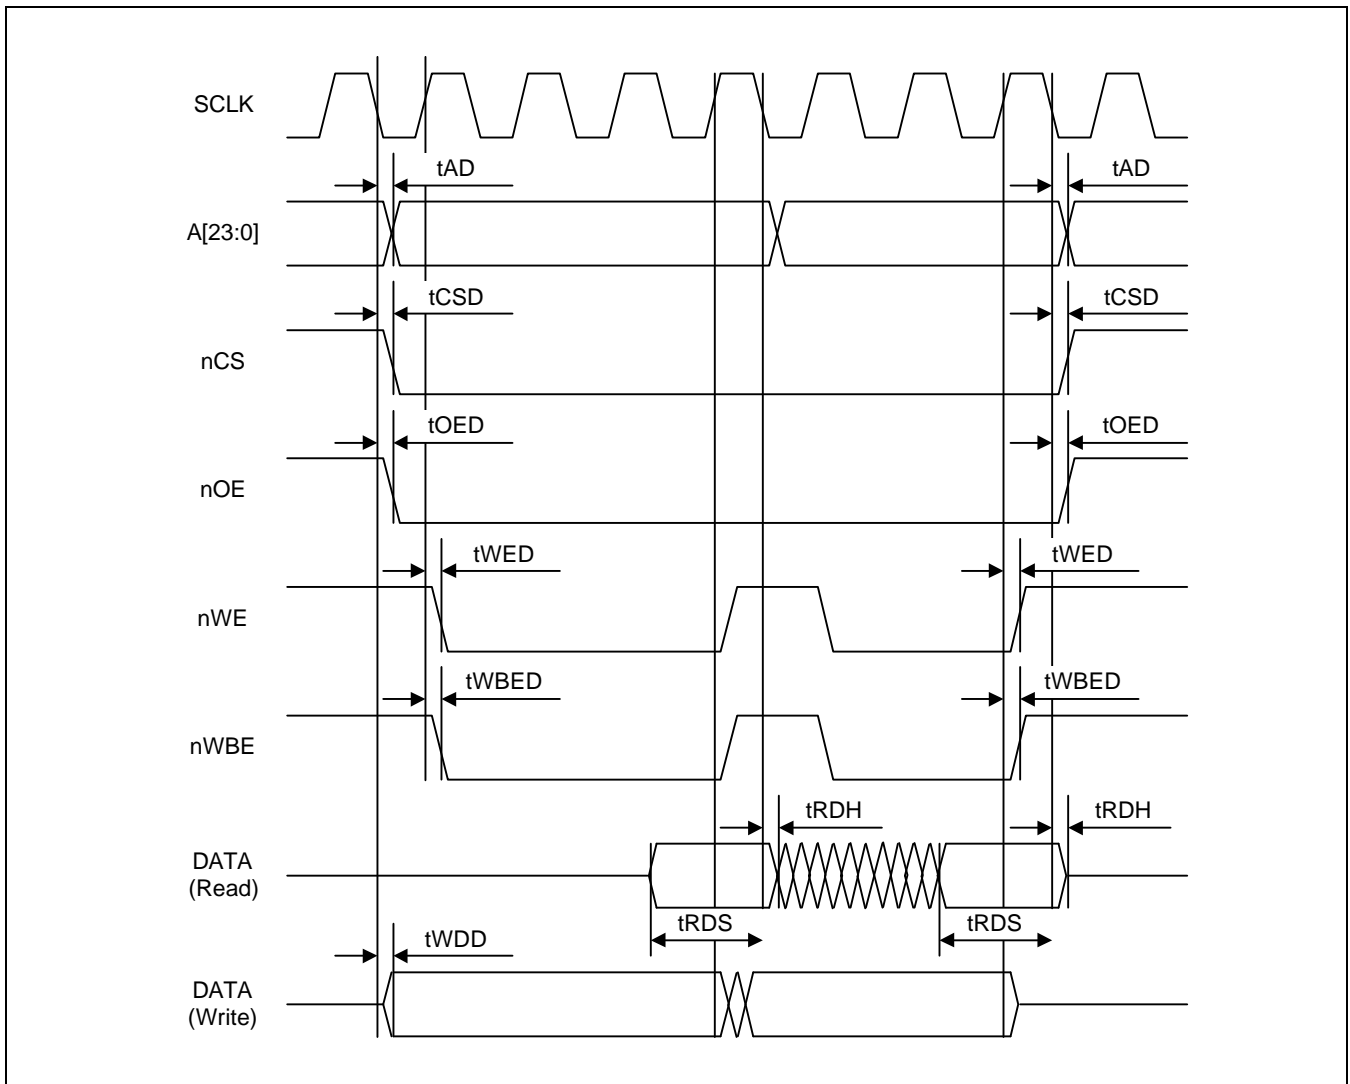 SCLK
tAD
tAD
A[23:0]
tCSD
tCSD
nCS
tOED
tOED
nOE
tWED
tWED
nWE
tWBED
tWBED
nWBE
tRDH
tRDH
DATA
(Read)
tRDS
tRDS
tWDD
DATA
(Write)